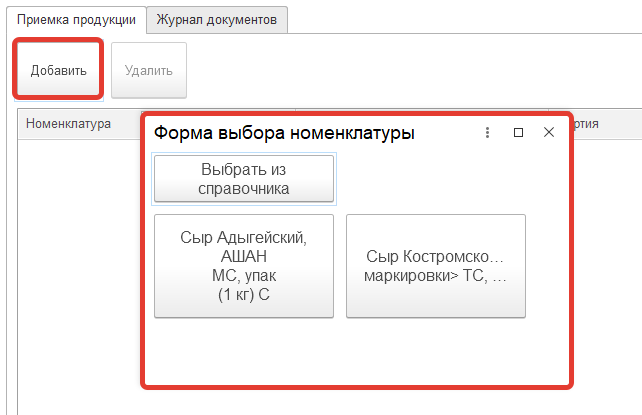 Приемка продукции
Журнал документов
Добавить
Удалить
Номенклатура
Форма выбора номенклатуры
Выбрать из
справочника
Сыр Адыгейский,
АШАН
МС, упак
(1 кг) С
Сыр Костромско...
маркировки> ТС, ...